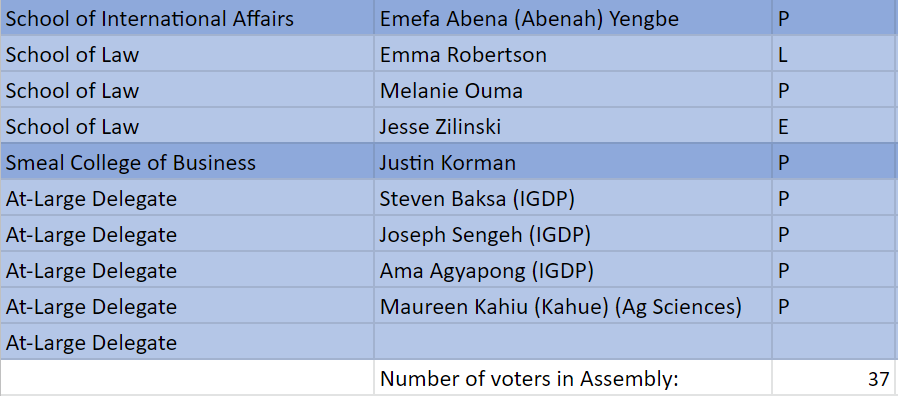 School of International Affairs Emefa Abena (Abenah) Yengbe P
School of Law Emma Robertson L
School of Law Melanie Ouma P
School of Law Jesse Zilinski E
Smeal College of Business Justin Korman P
At-Large Delegate Steven Baksa (IGDP) P
At-Large Delegate Joseph Sengeh (IGDP) P
At-Large Delegate Ama Agyapong (IGDP) P
At-Large Delegate Maureen Kahiu (Kahue) (Ag Sciences) P
At-Large Delegate
Number of voters in Assembly: 37